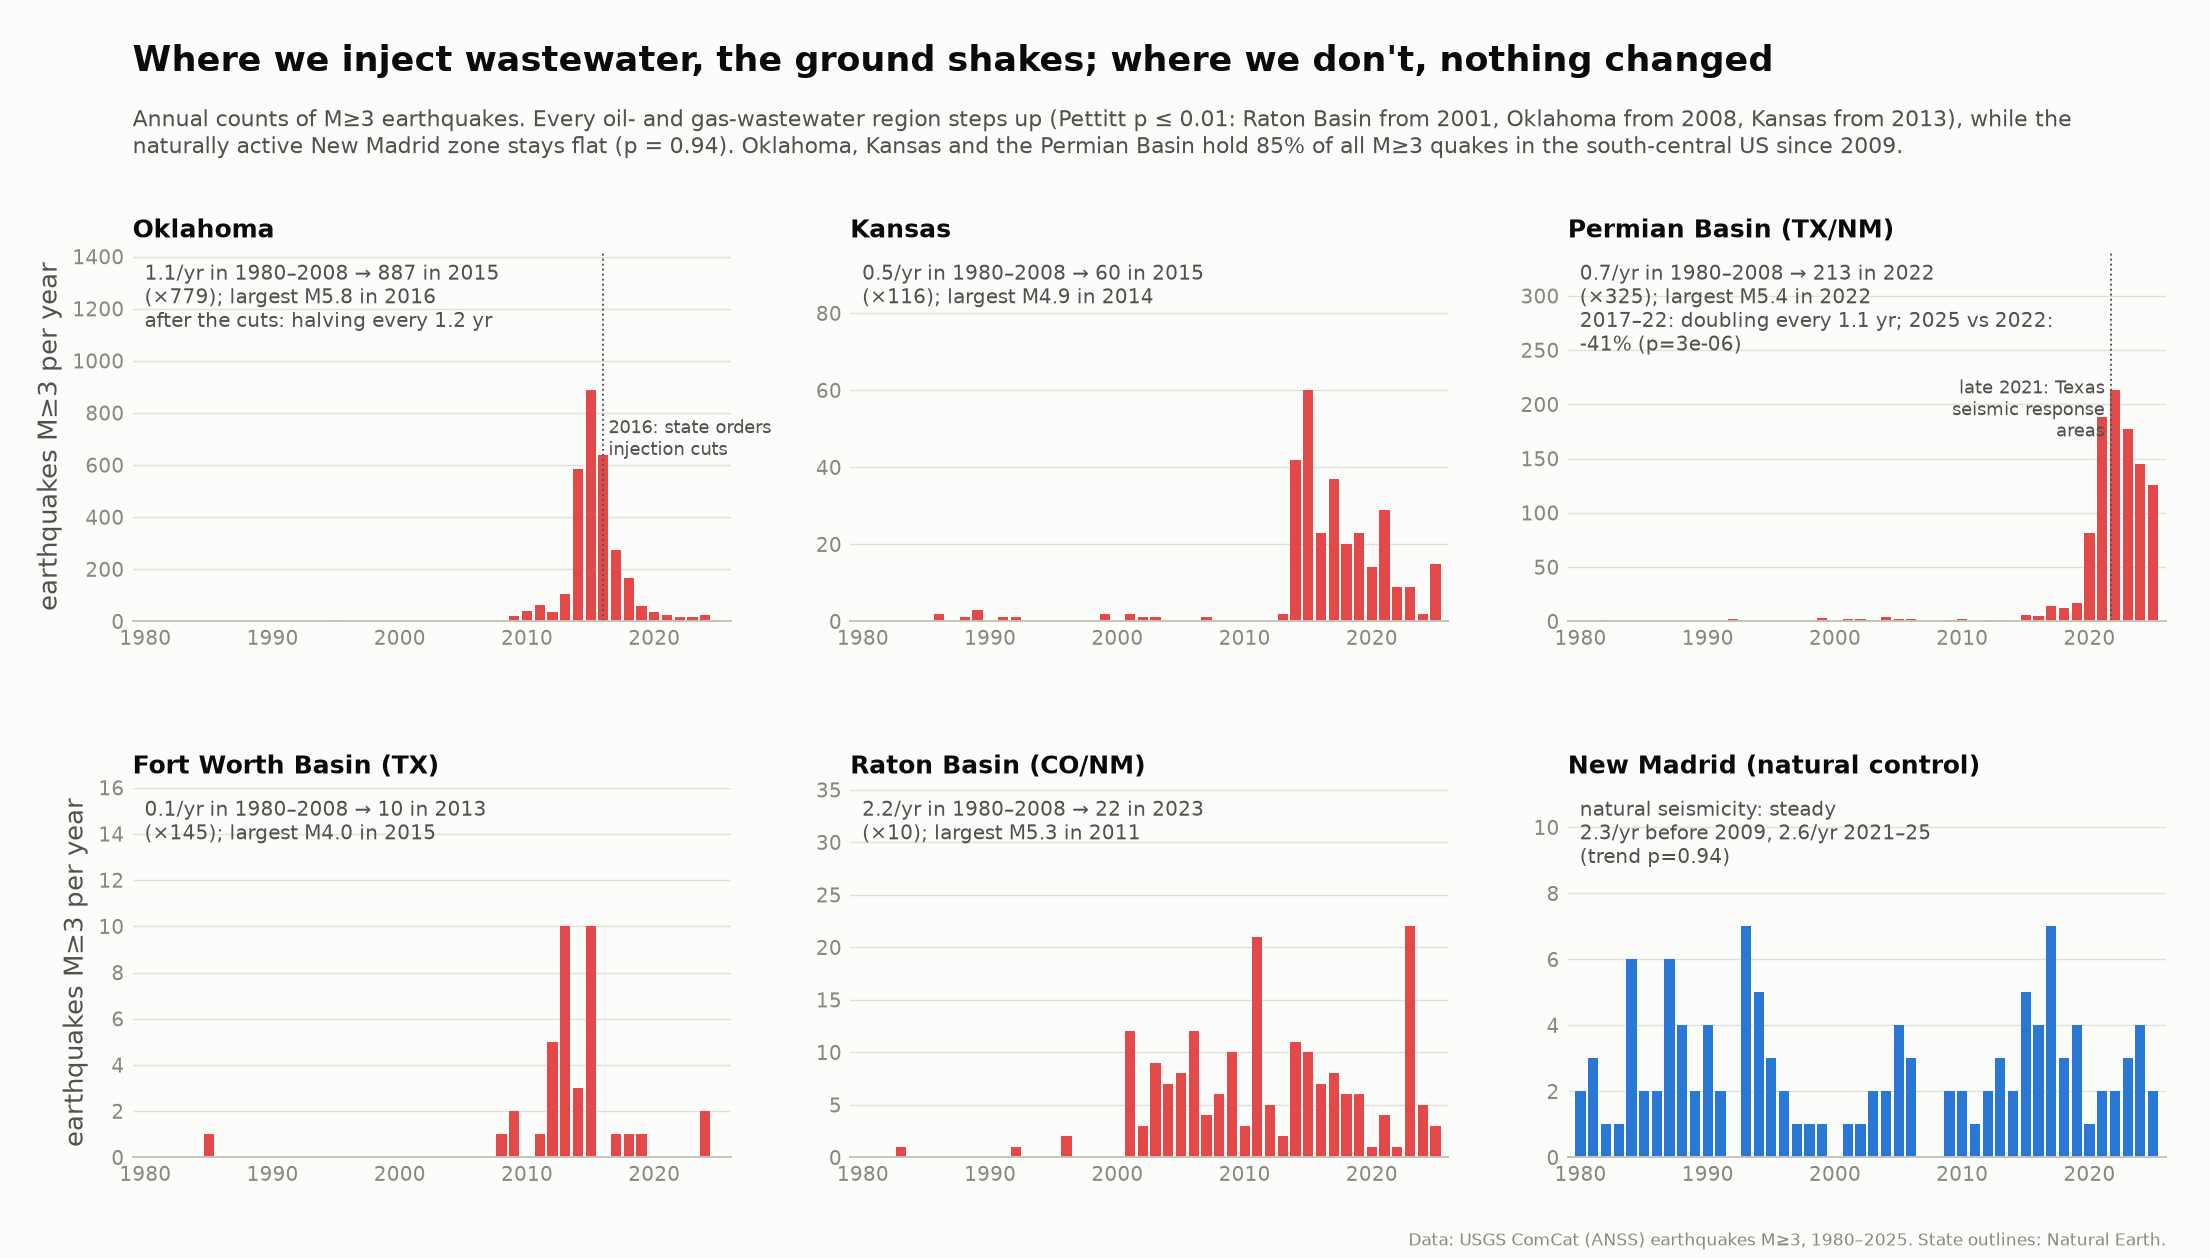 Where we inject wastewater, the ground shakes; where we don't, nothing changed
Annual counts of M≥3 earthquakes. Every oil- and gas-wastewater region steps up (Pettitt p ≤ 0.01: Raton Basin from 2001, Oklahoma from 2008, Kansas from 2013), while the
naturally active New Madrid zone stays flat (p = 0.94). Oklahoma, Kansas and the Permian Basin hold 85% of all M≥3 quakes in the south-central US since 2009.
Oklahoma
earthquakes M≥3 per year
1400
1200
1000
800
600
400
200
0
1.1/yr in 1980–2008 → 887 in 2015
(×779); largest M5.8 in 2016
after the cuts: halving every 1.2 yr
2016: state orders
injection cuts
1980 1990 2000 2010 2020
Kansas
80
60
40
20
0
0.5/yr in 1980–2008 → 60 in 2015
(×116); largest M4.9 in 2014
1980 1990 2000 2010 2020
Permian Basin (TX/NM)
300
250
200
150
100
50
0
0.7/yr in 1980–2008 → 213 in 2022
(×325); largest M5.4 in 2022
2017–22: doubling every 1.1 yr; 2025 vs 2022:
-41% (p=3e-06)
late 2021: Texas
seismic response
areas
1980 1990 2000 2010 2020
Fort Worth Basin (TX)
earthquakes M≥3 per year
16
14
12
10
8
6
4
2
0
0.1/yr in 1980–2008 → 10 in 2013
(×145); largest M4.0 in 2015
1980 1990 2000 2010 2020
Raton Basin (CO/NM)
35
30
25
20
15
10
5
0
2.2/yr in 1980–2008 → 22 in 2023
(×10); largest M5.3 in 2011
1980 1990 2000 2010 2020
New Madrid (natural control)
10
8
6
4
2
0
natural seismicity: steady
2.3/yr before 2009, 2.6/yr 2021–25
(trend p=0.94)
1980 1990 2000 2010 2020
Data: USGS ComCat (ANSS) earthquakes M≥3, 1980–2025. State outlines: Natural Earth.